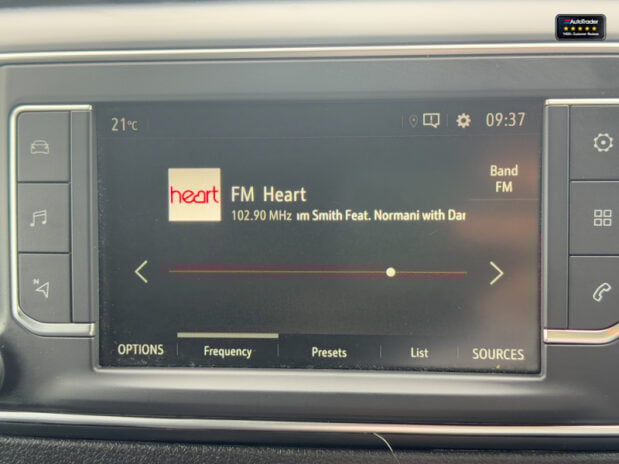 AutoTrader
21°C
09:37
Band
FM
heart
FM Heart
102.90 MHz ım Smith Feat. Normani with Dar
N
OPTIONS
Frequency
Presets
List
SOURCES